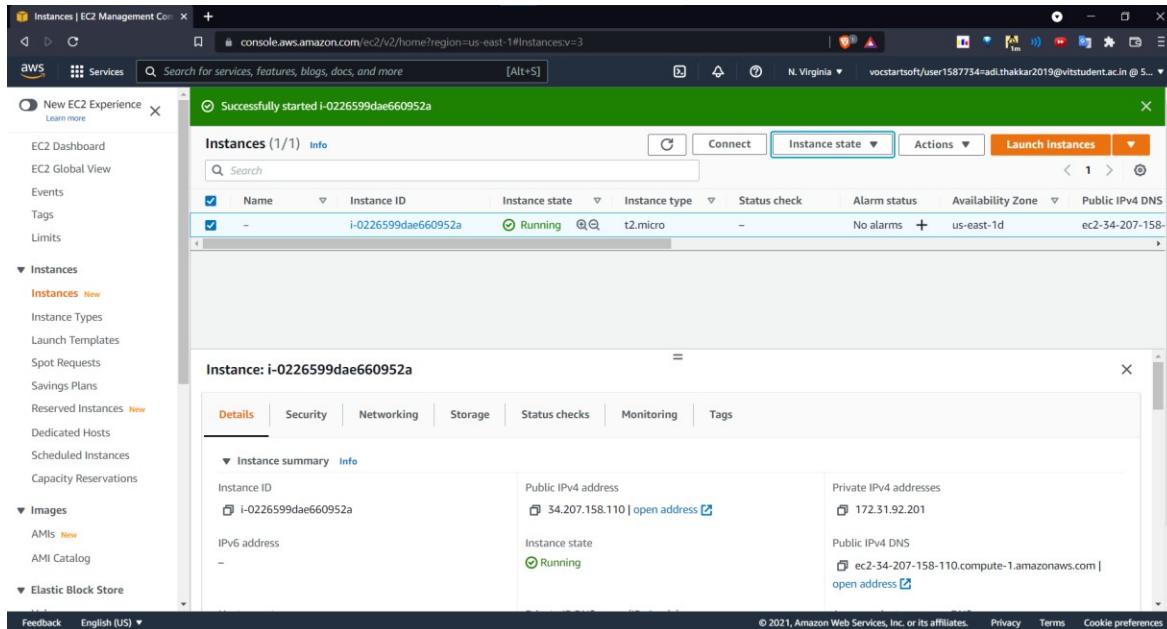 Instances | EC2 Management Con
console.aws.amazon.com/ec2/v2/home?region=us-east-1#Instances:v=3
1m
aws Services Search for services, features, blogs, docs, and more [Alt+S] N. Virginia ▼ vocstartsoft/user1587734=adi.thakkar2019@vitstudent.ac.in @ 5... ▼
New EC2 Experience
Learn more
EC2 Dashboard
EC2 Global View
Events
Tags
Limits
▼ Instances
Instances New
Instance Types
Launch Templates
Spot Requests
Savings Plans
Reserved Instances New
Dedicated Hosts
Scheduled Instances
Capacity Reservations
▼ Images
AMIs New
AMI Catalog
▼ Elastic Block Store
Successfully started i-0226599dae660952a
Instances (1/1) Info Connect Instance state ▼ Actions ▼ Launch instances ▼
Search
< 1 >
Name Instance ID Instance state Instance type Status check Alarm status Availability Zone Public IPv4 DNS
– i-0226599dae660952a Running t2.micro – No alarms + us-east-1d ec2-34-207-158-
Instance: i-0226599dae660952a
Details Security Networking Storage Status checks Monitoring Tags
▼ Instance summary Info
Instance ID Public IPv4 address Private IPv4 addresses
i-0226599dae660952a 34.207.158.110 | open address 172.31.92.201
IPv6 address Instance state Public IPv4 DNS
– Running ec2-34-207-158-110.compute-1.amazonaws.com |
open address
Feedback English (US) ▼ © 2021, Amazon Web Services, Inc. or its affiliates. Privacy Terms Cookie preferences